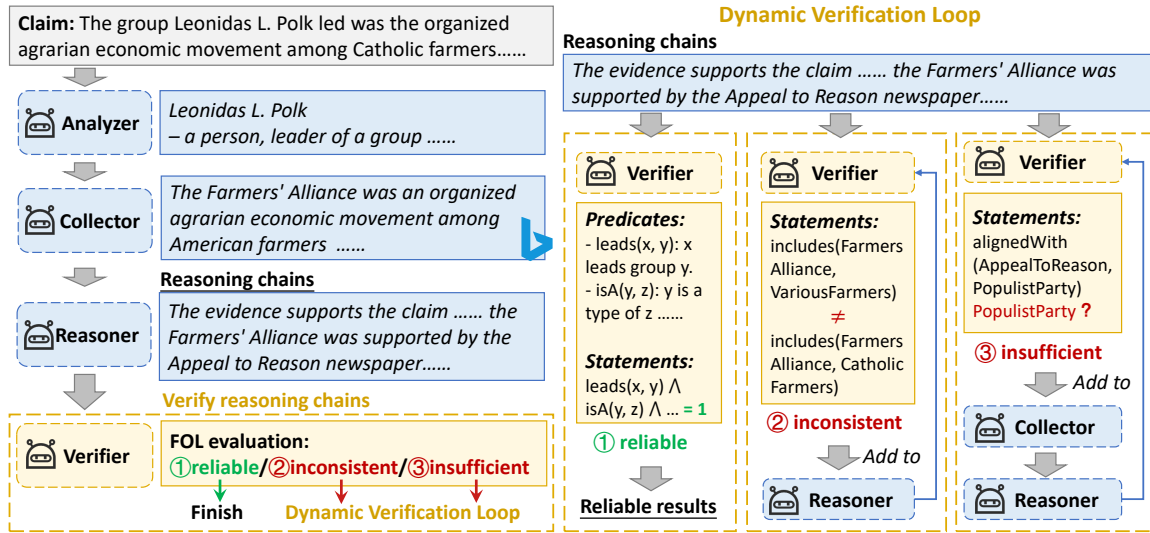 Claim: The group Leonidas L. Polk led was the organized
agrarian economic movement among Catholic farmers……
Analyzer
Leonidas L. Polk
– a person, leader of a group ……
Collector
The Farmers' Alliance was an organized
agrarian economic movement among
American farmers ……
Reasoning chains
Reasoner
The evidence supports the claim …… the
Farmers' Alliance was supported by the
Appeal to Reason newspaper……
Verify reasoning chains
Verifier
FOL evaluation:
①reliable/②inconsistent/③insufficient
Finish
Dynamic Verification Loop
Dynamic Verification Loop
Reasoning chains
The evidence supports the claim …… the Farmers' Alliance was
supported by the Appeal to Reason newspaper……
Verifier
Predicates:
- leads(x, y): x
leads group y.
- isA(y, z): y is a
type of z ……
Statements:
leads(x, y) ⋀
isA(y, z) ⋀ … = 1
① reliable
Reliable results
Verifier
Statements:
includes(Farmers
Alliance,
VariousFarmers)
≠
includes(Farmers
Alliance, Catholic
Farmers)
② inconsistent
Add to
Reasoner
Verifier
Statements:
alignedWith
(AppealToReason,
PopulistParty)
PopulistParty ?
③ insufficient
Add to
Collector
Reasoner